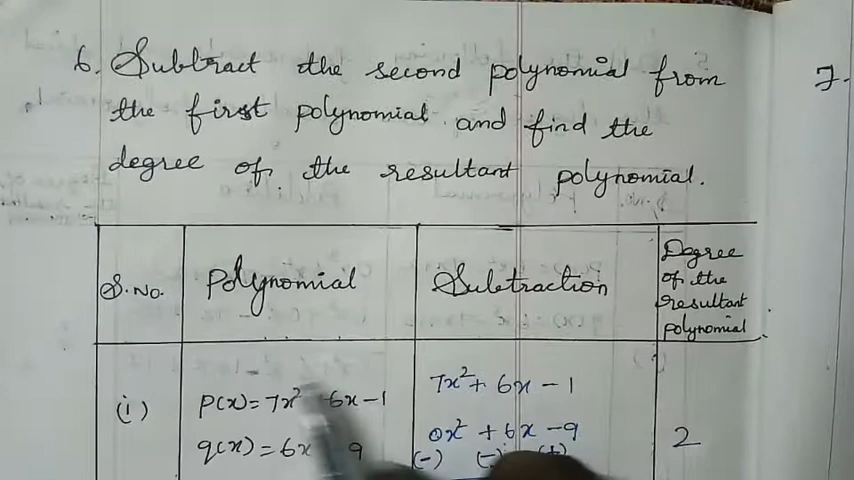 6. Subtract the second polynomial from
the first polynomial and find the
degree of the resultant polynomial.
7.
S.No.
Polynomial
Subtraction
Degree
of the
resultant
polynomial
(i)
p(x) = 7x² 6x - 1
q(x) = 6x 9
7x² + 6x - 1
0x² + 6x - 9
(-) (-) (+)
2